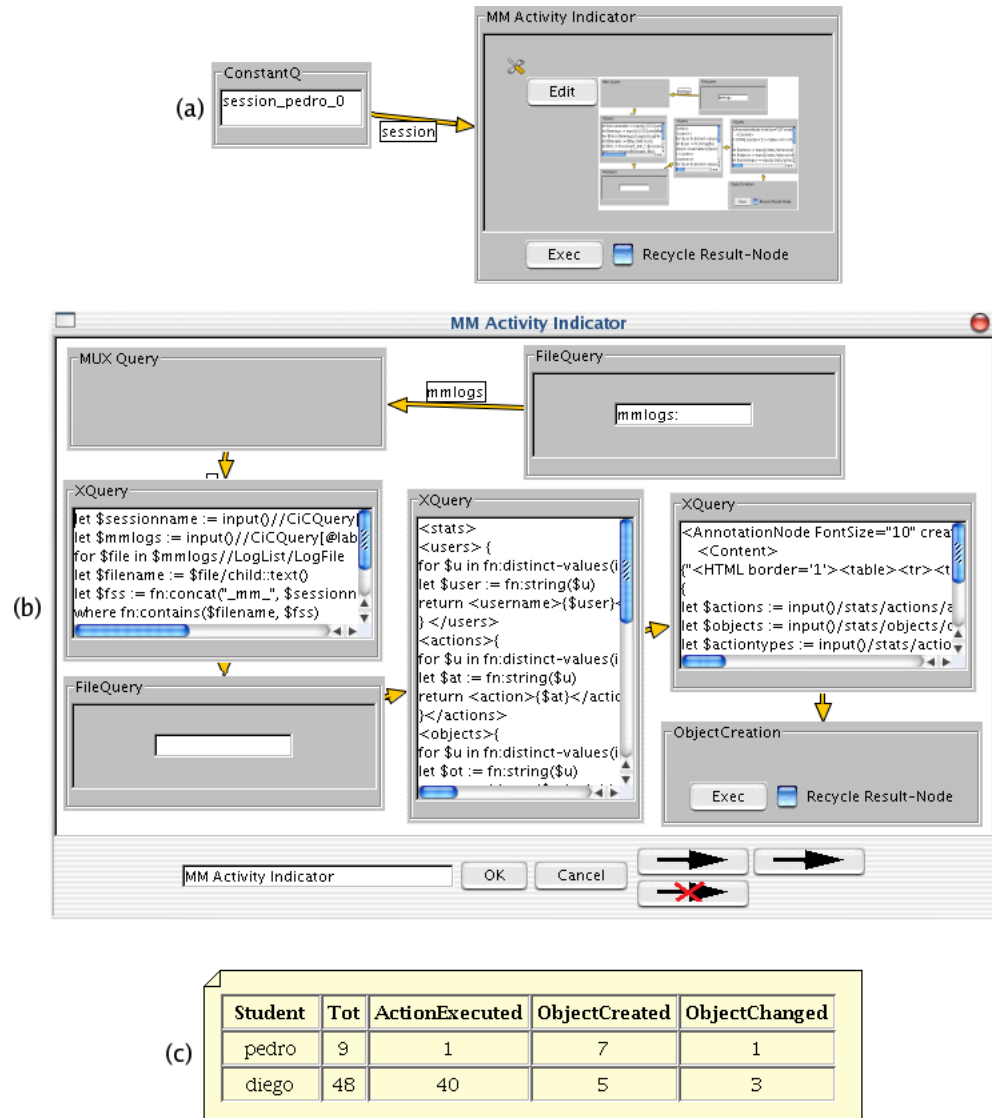 MM Activity Indicator
ConstantQ
session_pedro_0
(a)
session
Edit
Exec
Recycle Result-Node
MM Activity Indicator
MUX Query
FileQuery
mmlogs
mmlogs:
(b)
XQuery
let $sessionname := input()//CiCQuery[
let $mmlogs := input()//CiCQuery[@lab
for $file in $mmlogs//LogList/LogFile
let $filename := $file/child::text()
let $fss := fn:concat("_mm_", $sessionn
where fn:contains($filename, $fss)
XQuery
<stats>
<users> {
for $u in fn:distinct-values(i
let $user := fn:string($u)
return <username>{$user}<
} </users>
<actions>{
for $u in fn:distinct-values(i
let $at := fn:string($u)
return <action>{$at}</actio
}</actions>
<objects>{
for $u in fn:distinct-values(i
let $ot := fn:string($u)
XQuery
<AnnotationNode FontSize="10" creat
<Content>
{"<HTML border='1'><table><tr><t
{
let $actions := input()/stats/actions/a
let $objects := input()/stats/objects/o
let $actiontypes := input()/stats/actio
FileQuery
ObjectCreation
Exec
Recycle Result-Node
MM Activity Indicator
OK
Cancel
(c)
Student Tot ActionExecuted ObjectCreated ObjectChanged
pedro 9 1 7 1
diego 48 40 5 3